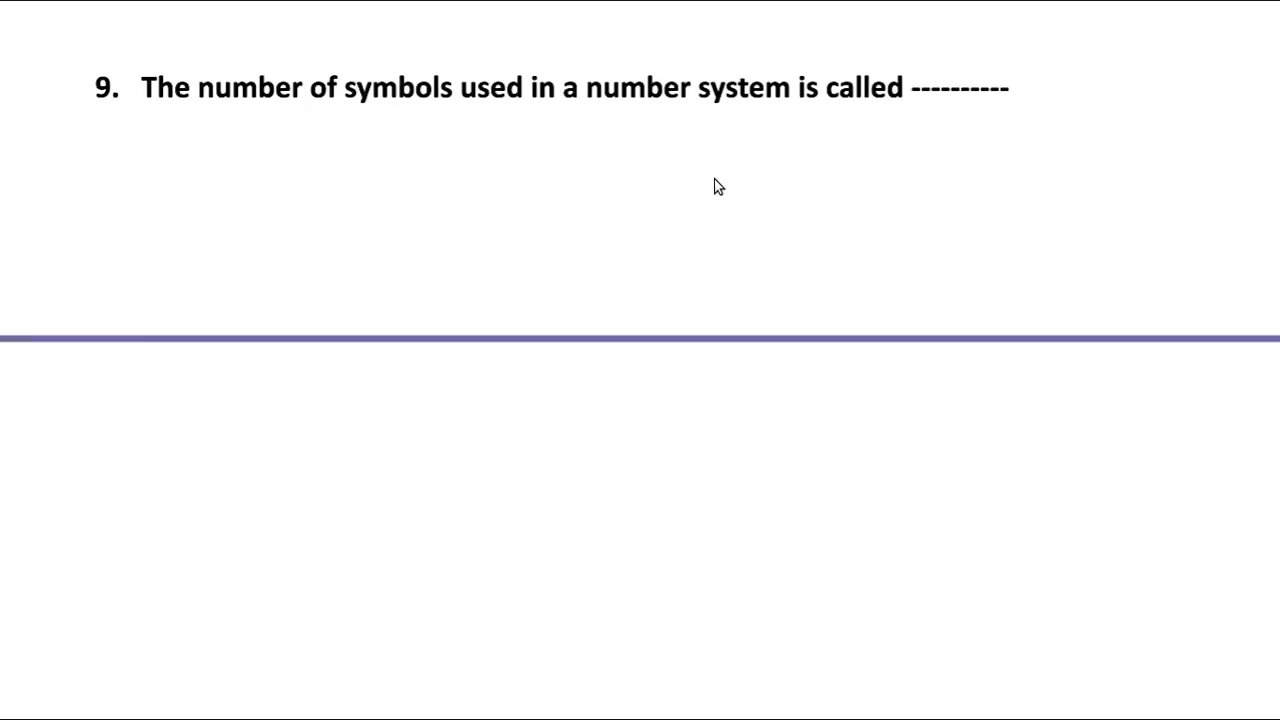 9. The number of symbols used in a number system is called ----------